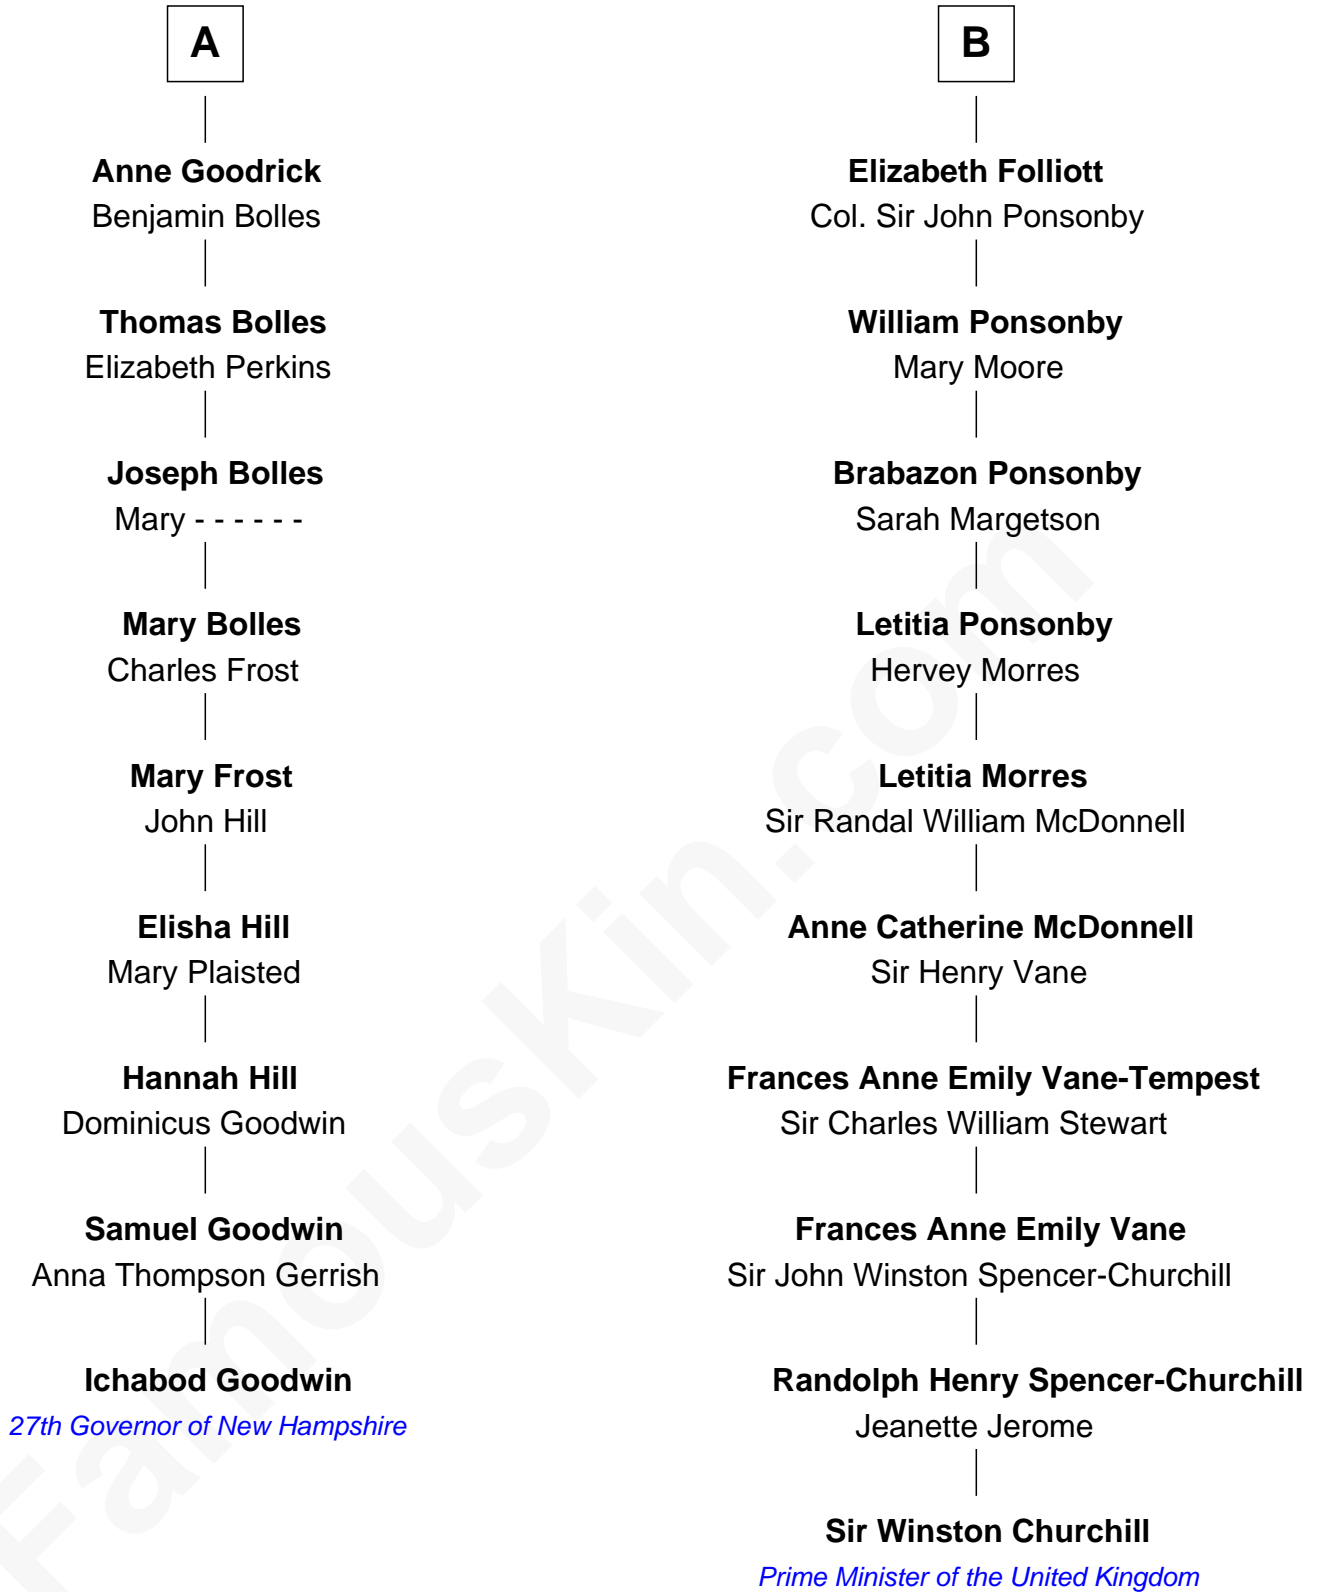 A
Anne Goodrick
Benjamin Bolles
Thomas Bolles
Elizabeth Perkins
Joseph Bolles
Mary - - - - - -
Mary Bolles
Charles Frost
Mary Frost
John Hill
Elisha Hill
Mary Plaisted
Hannah Hill
Dominicus Goodwin
Samuel Goodwin
Anna Thompson Gerrish
Ichabod Goodwin
27th Governor of New Hampshire
B
Elizabeth Folliott
Col. Sir John Ponsonby
William Ponsonby
Mary Moore
Brabazon Ponsonby
Sarah Margetson
Letitia Ponsonby
Hervey Morres
Letitia Morres
Sir Randal William McDonnell
Anne Catherine McDonnell
Sir Henry Vane
Frances Anne Emily Vane-Tempest
Sir Charles William Stewart
Frances Anne Emily Vane
Sir John Winston Spencer-Churchill
Randolph Henry Spencer-Churchill
Jeanette Jerome
Sir Winston Churchill
Prime Minister of the United Kingdom
FamousKin.com